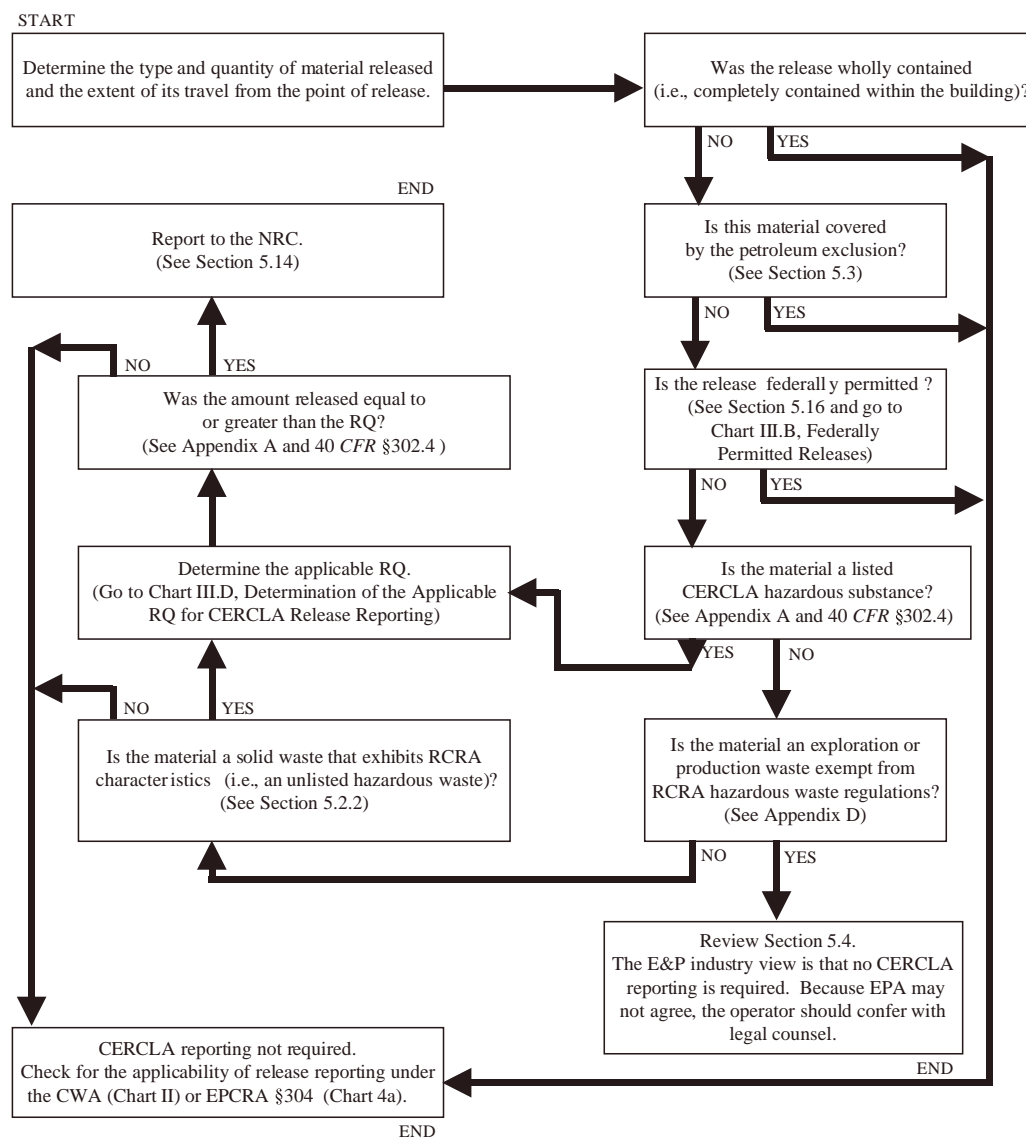 START
Determine the type and quantity of material released
and the extent of its travel from the point of release.
Was the release wholly contained
(i.e., completely contained within the building)?
NO
YES
Is this material covered
by the petroleum exclusion?
(See Section 5.3)
NO
YES
Is the release federally permitted ?
(See Section 5.16 and go to
Chart III.B, Federally
Permitted Releases)
NO
YES
Is the material a listed
CERCLA hazardous substance?
(See Appendix A and 40 CFR §302.4)
YES
NO
Is the material an exploration or
production waste exempt from
RCRA hazardous waste regulations?
(See Appendix D)
NO
YES
Review Section 5.4.
The E&P industry view is that no CERCLA
reporting is required. Because EPA may
not agree, the operator should confer with
legal counsel.
END
END
Report to the NRC.
(See Section 5.14)
NO
YES
Was the amount released equal to
or greater than the RQ?
(See Appendix A and 40 CFR §302.4 )
Determine the applicable RQ.
(Go to Chart III.D, Determination of the Applicable
RQ for CERCLA Release Reporting)
NO
YES
Is the material a solid waste that exhibits RCRA
characteristics (i.e., an unlisted hazardous waste)?
(See Section 5.2.2)
CERCLA reporting not required.
Check for the applicability of release reporting under
the CWA (Chart II) or EPCRA §304 (Chart 4a).
END